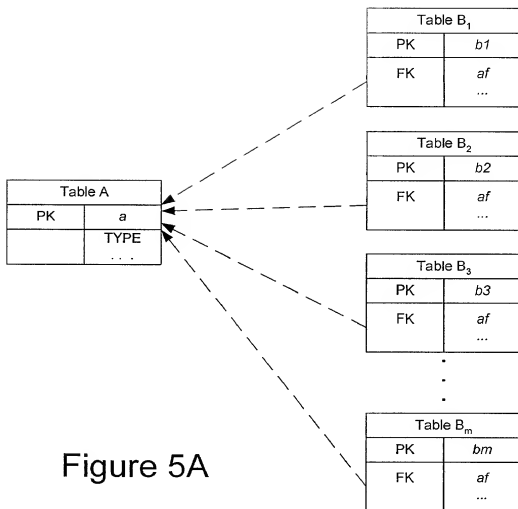 Table B1
PK b1
FK af
...
Table B2
PK b2
FK af
...
Table A
PK a
TYPE
. . .
Table B3
PK b3
FK af
...
Table Bm
PK bm
FK af
...
Figure 5A